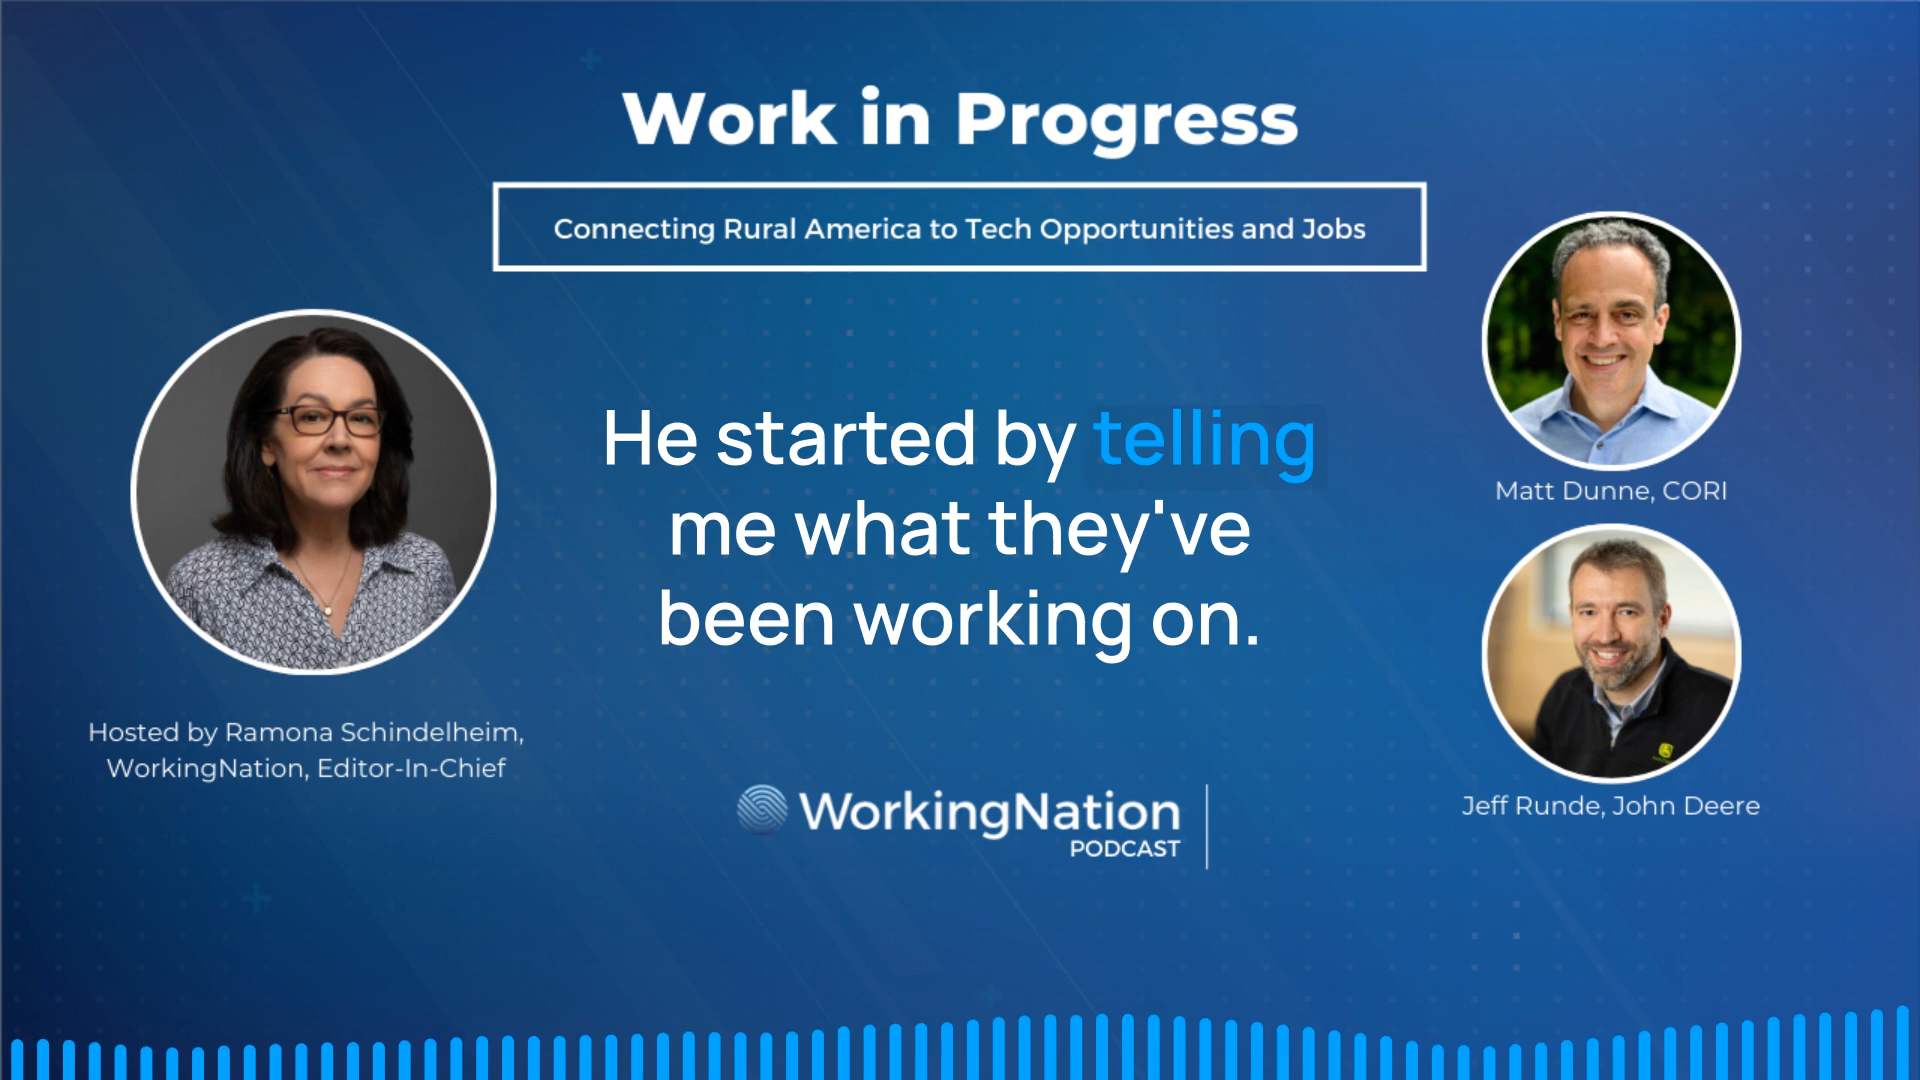 Work in Progress
Connecting Rural America to Tech Opportunities and Jobs
He started by telling
me what they've
been working on.
Hosted by Ramona Schindelheim,
WorkingNation, Editor-In-Chief
Matt Dunne, CORI
Jeff Runde, John Deere
WorkingNation
PODCAST